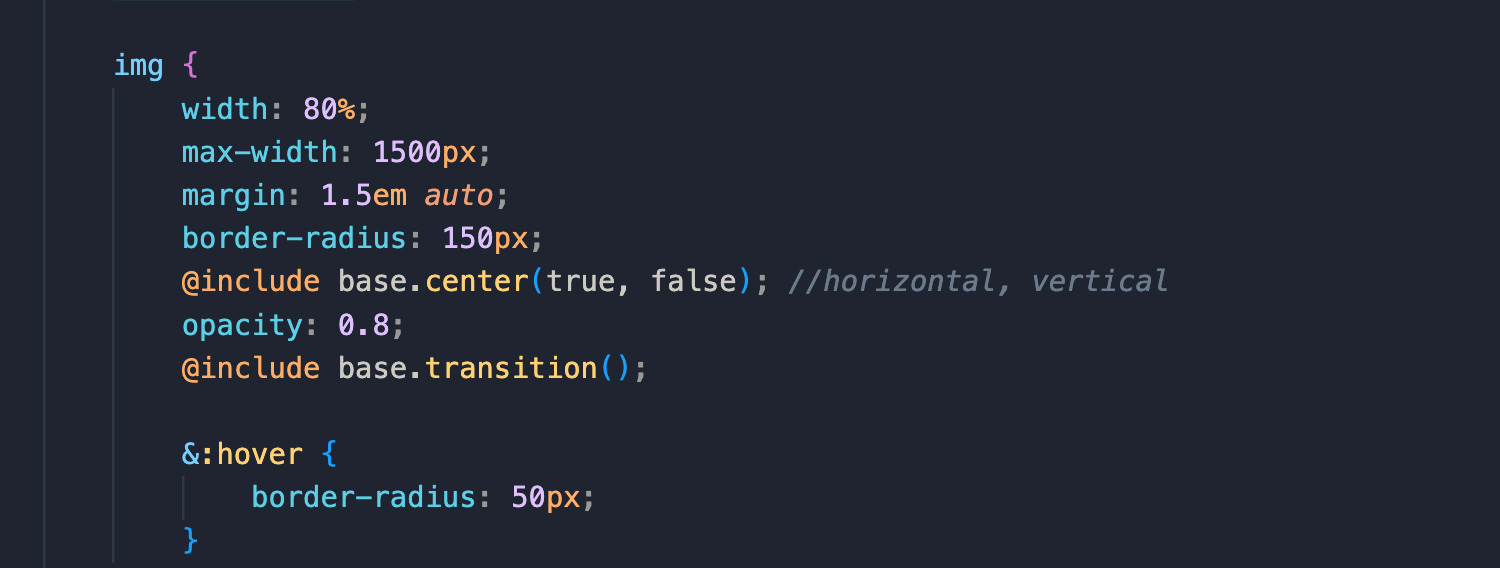 img {
width: 80%;
max-width: 1500px;
margin: 1.5em auto;
border-radius: 150px;
@include base.center(true, false); //horizontal, vertical
opacity: 0.8;
@include base.transition();
&:hover {
border-radius: 50px;
}